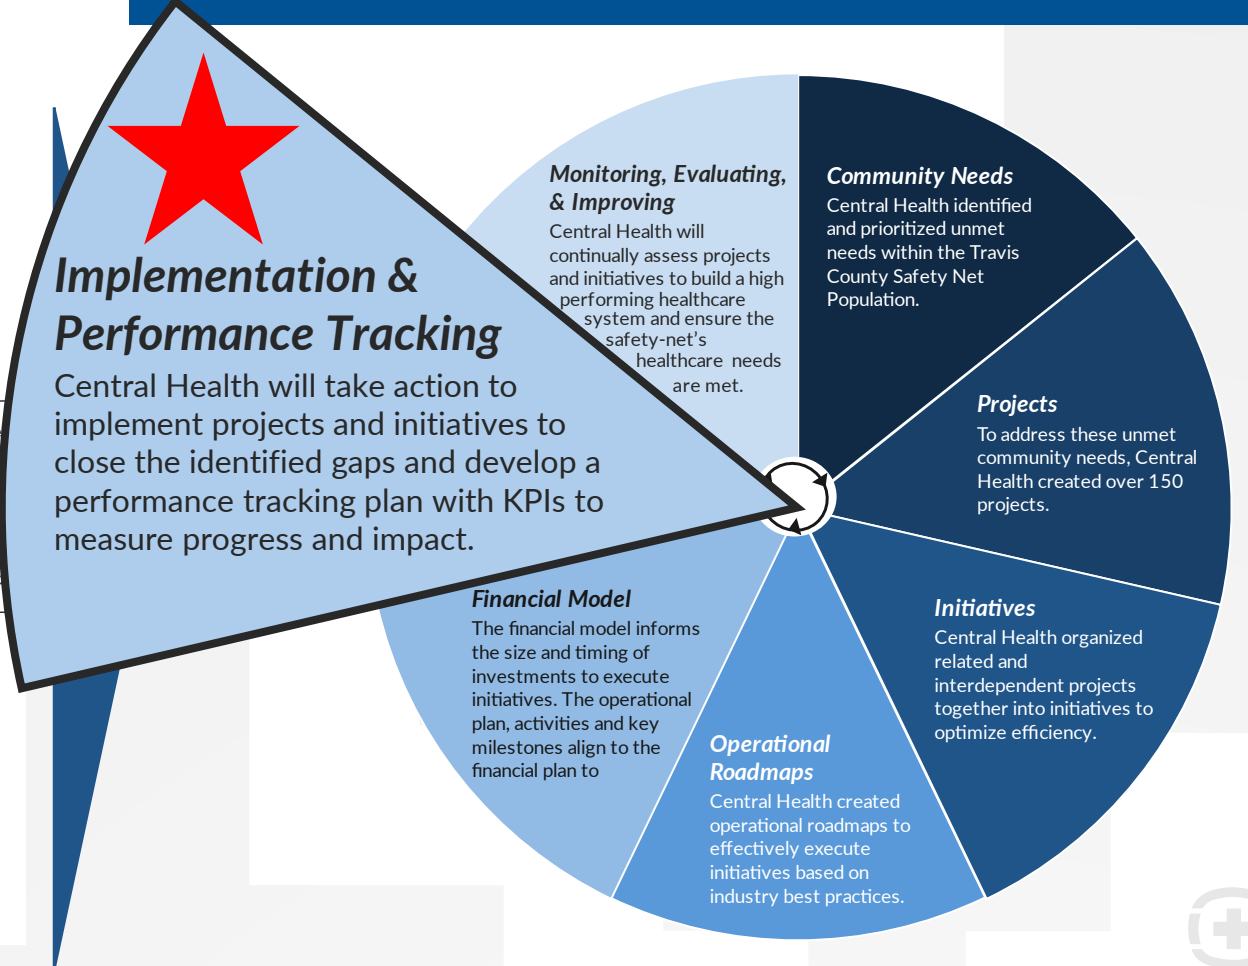 Implementation &
Performance Tracking
Central Health will take action to
implement projects and initiatives to
close the identified gaps and develop a
performance tracking plan with KPIs to
measure progress and impact.
Monitoring, Evaluating,
& Improving
Central Health will
continually assess projects
and initiatives to build a high
performing healthcare
system and ensure the
safety-net’s
healthcare needs
are met.
Community Needs
Central Health identified
and prioritized unmet
needs within the Travis
County Safety Net
Population.
Projects
To address these unmet
community needs, Central
Health created over 150
projects.
Initiatives
Central Health organized
related and
interdependent projects
together into initiatives to
optimize efficiency.
Operational
Roadmaps
Central Health created
operational roadmaps to
effectively execute
initiatives based on
industry best practices.
Financial Model
The financial model informs
the size and timing of
investments to execute
initiatives. The operational
plan, activities and key
milestones align to the
financial plan to